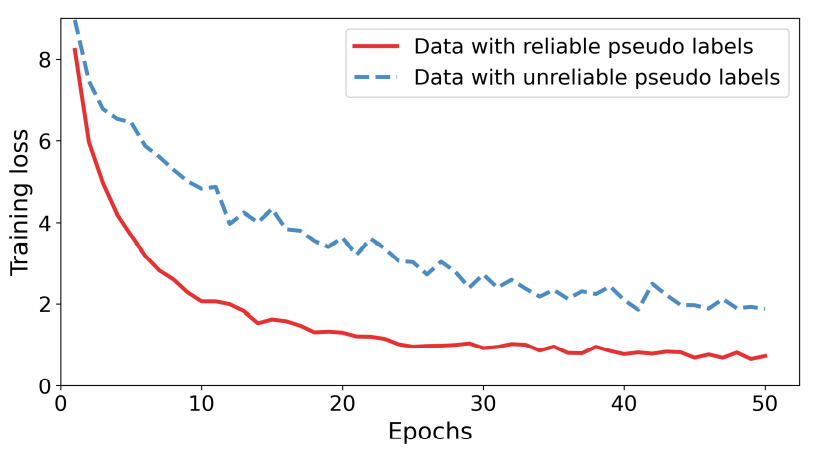 Data with reliable pseudo labels
Data with unreliable pseudo labels
Training loss
8
6
4
2
0
0 10 20 30 40 50
Epochs